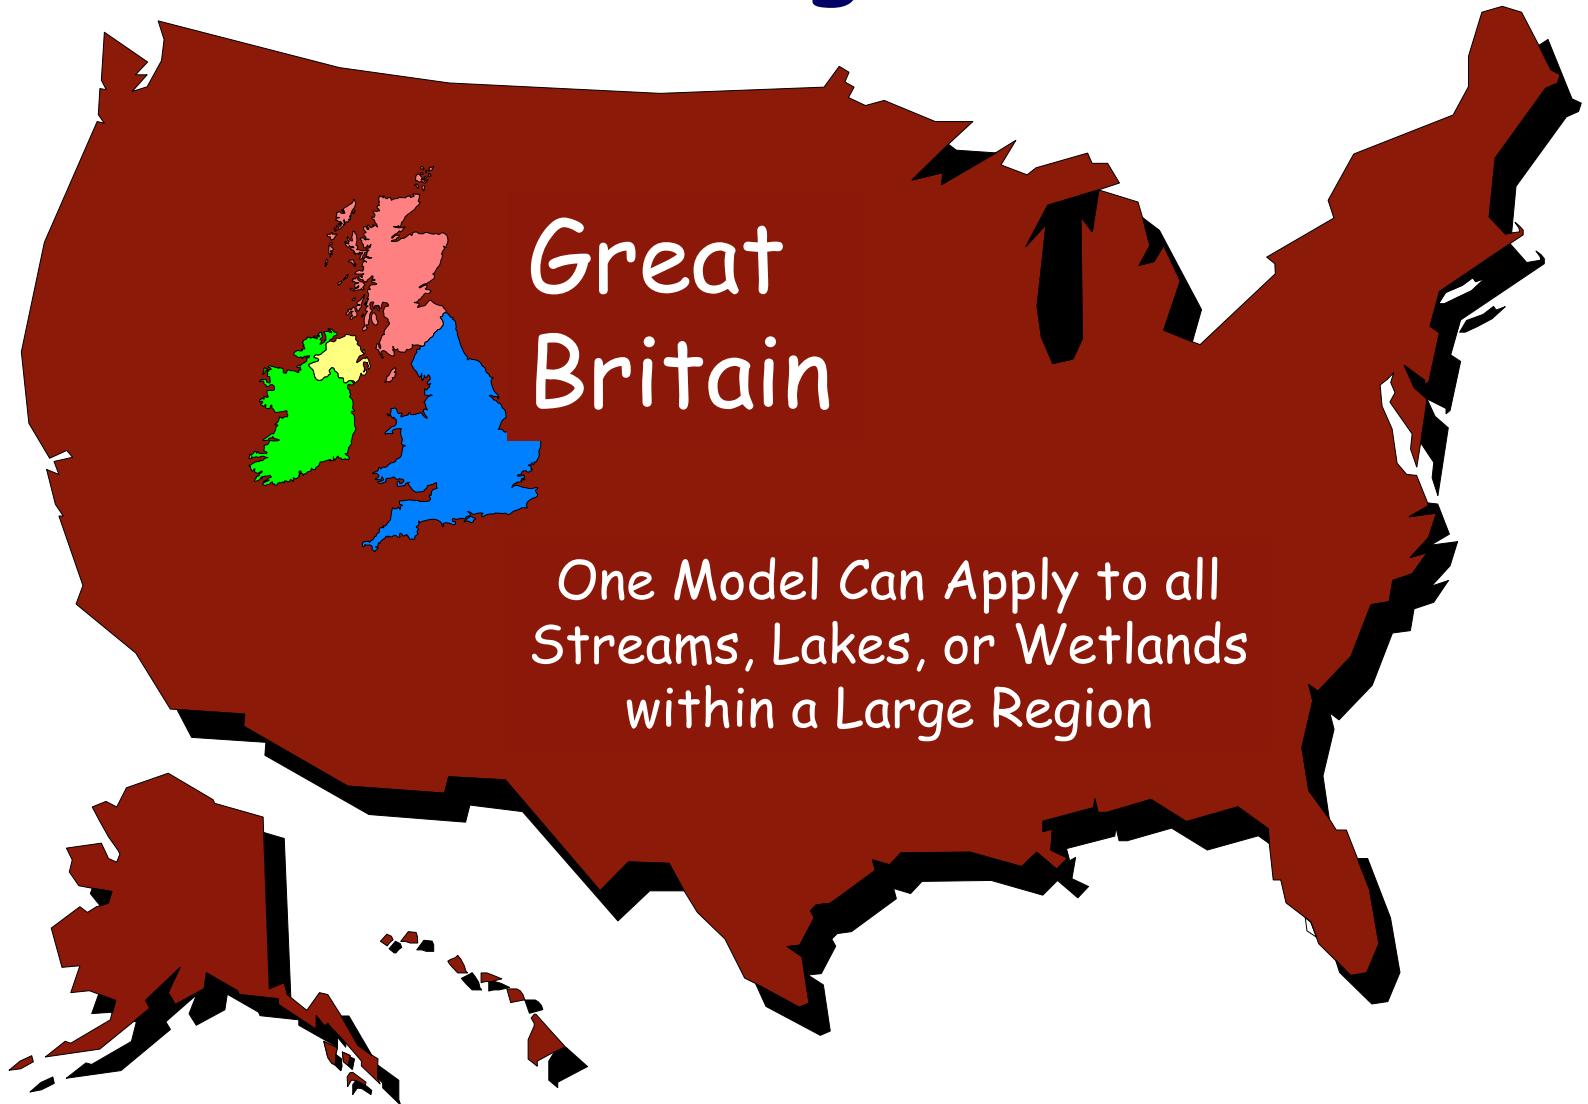 Great
Britain
One Model Can Apply to all
Streams, Lakes, or Wetlands
within a Large Region